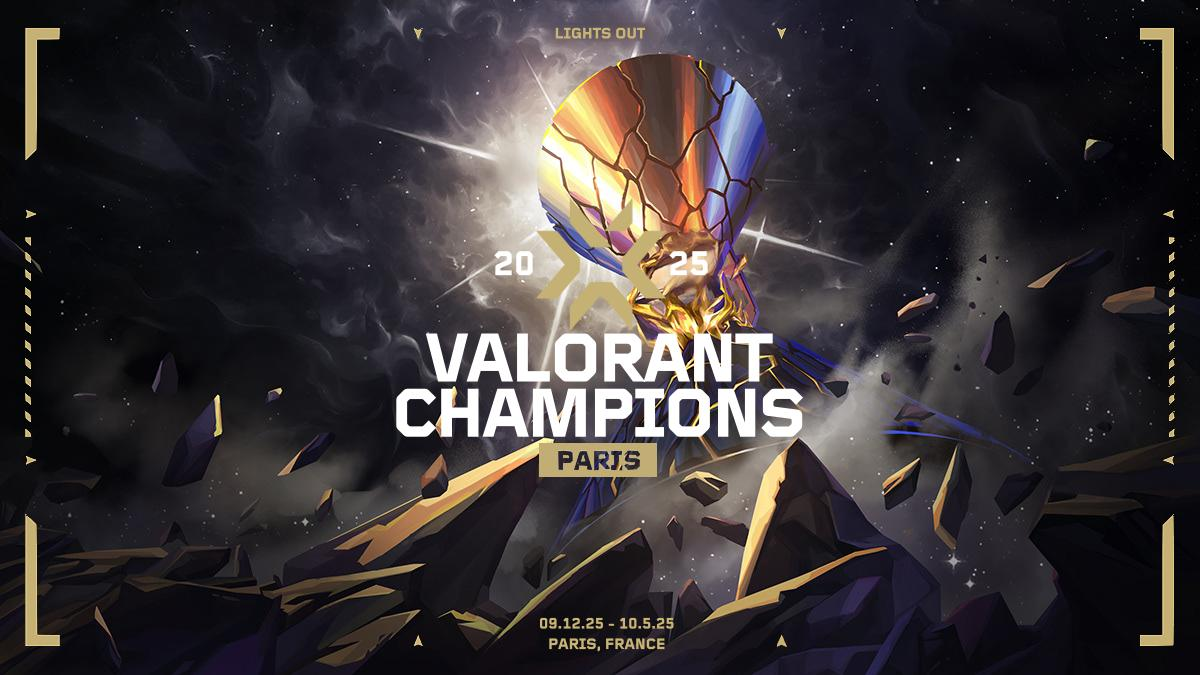 LIGHTS OUT
20 25
VALORANT
CHAMPIONS
PARIS
09.12.25 - 10.5.25
PARIS, FRANCE